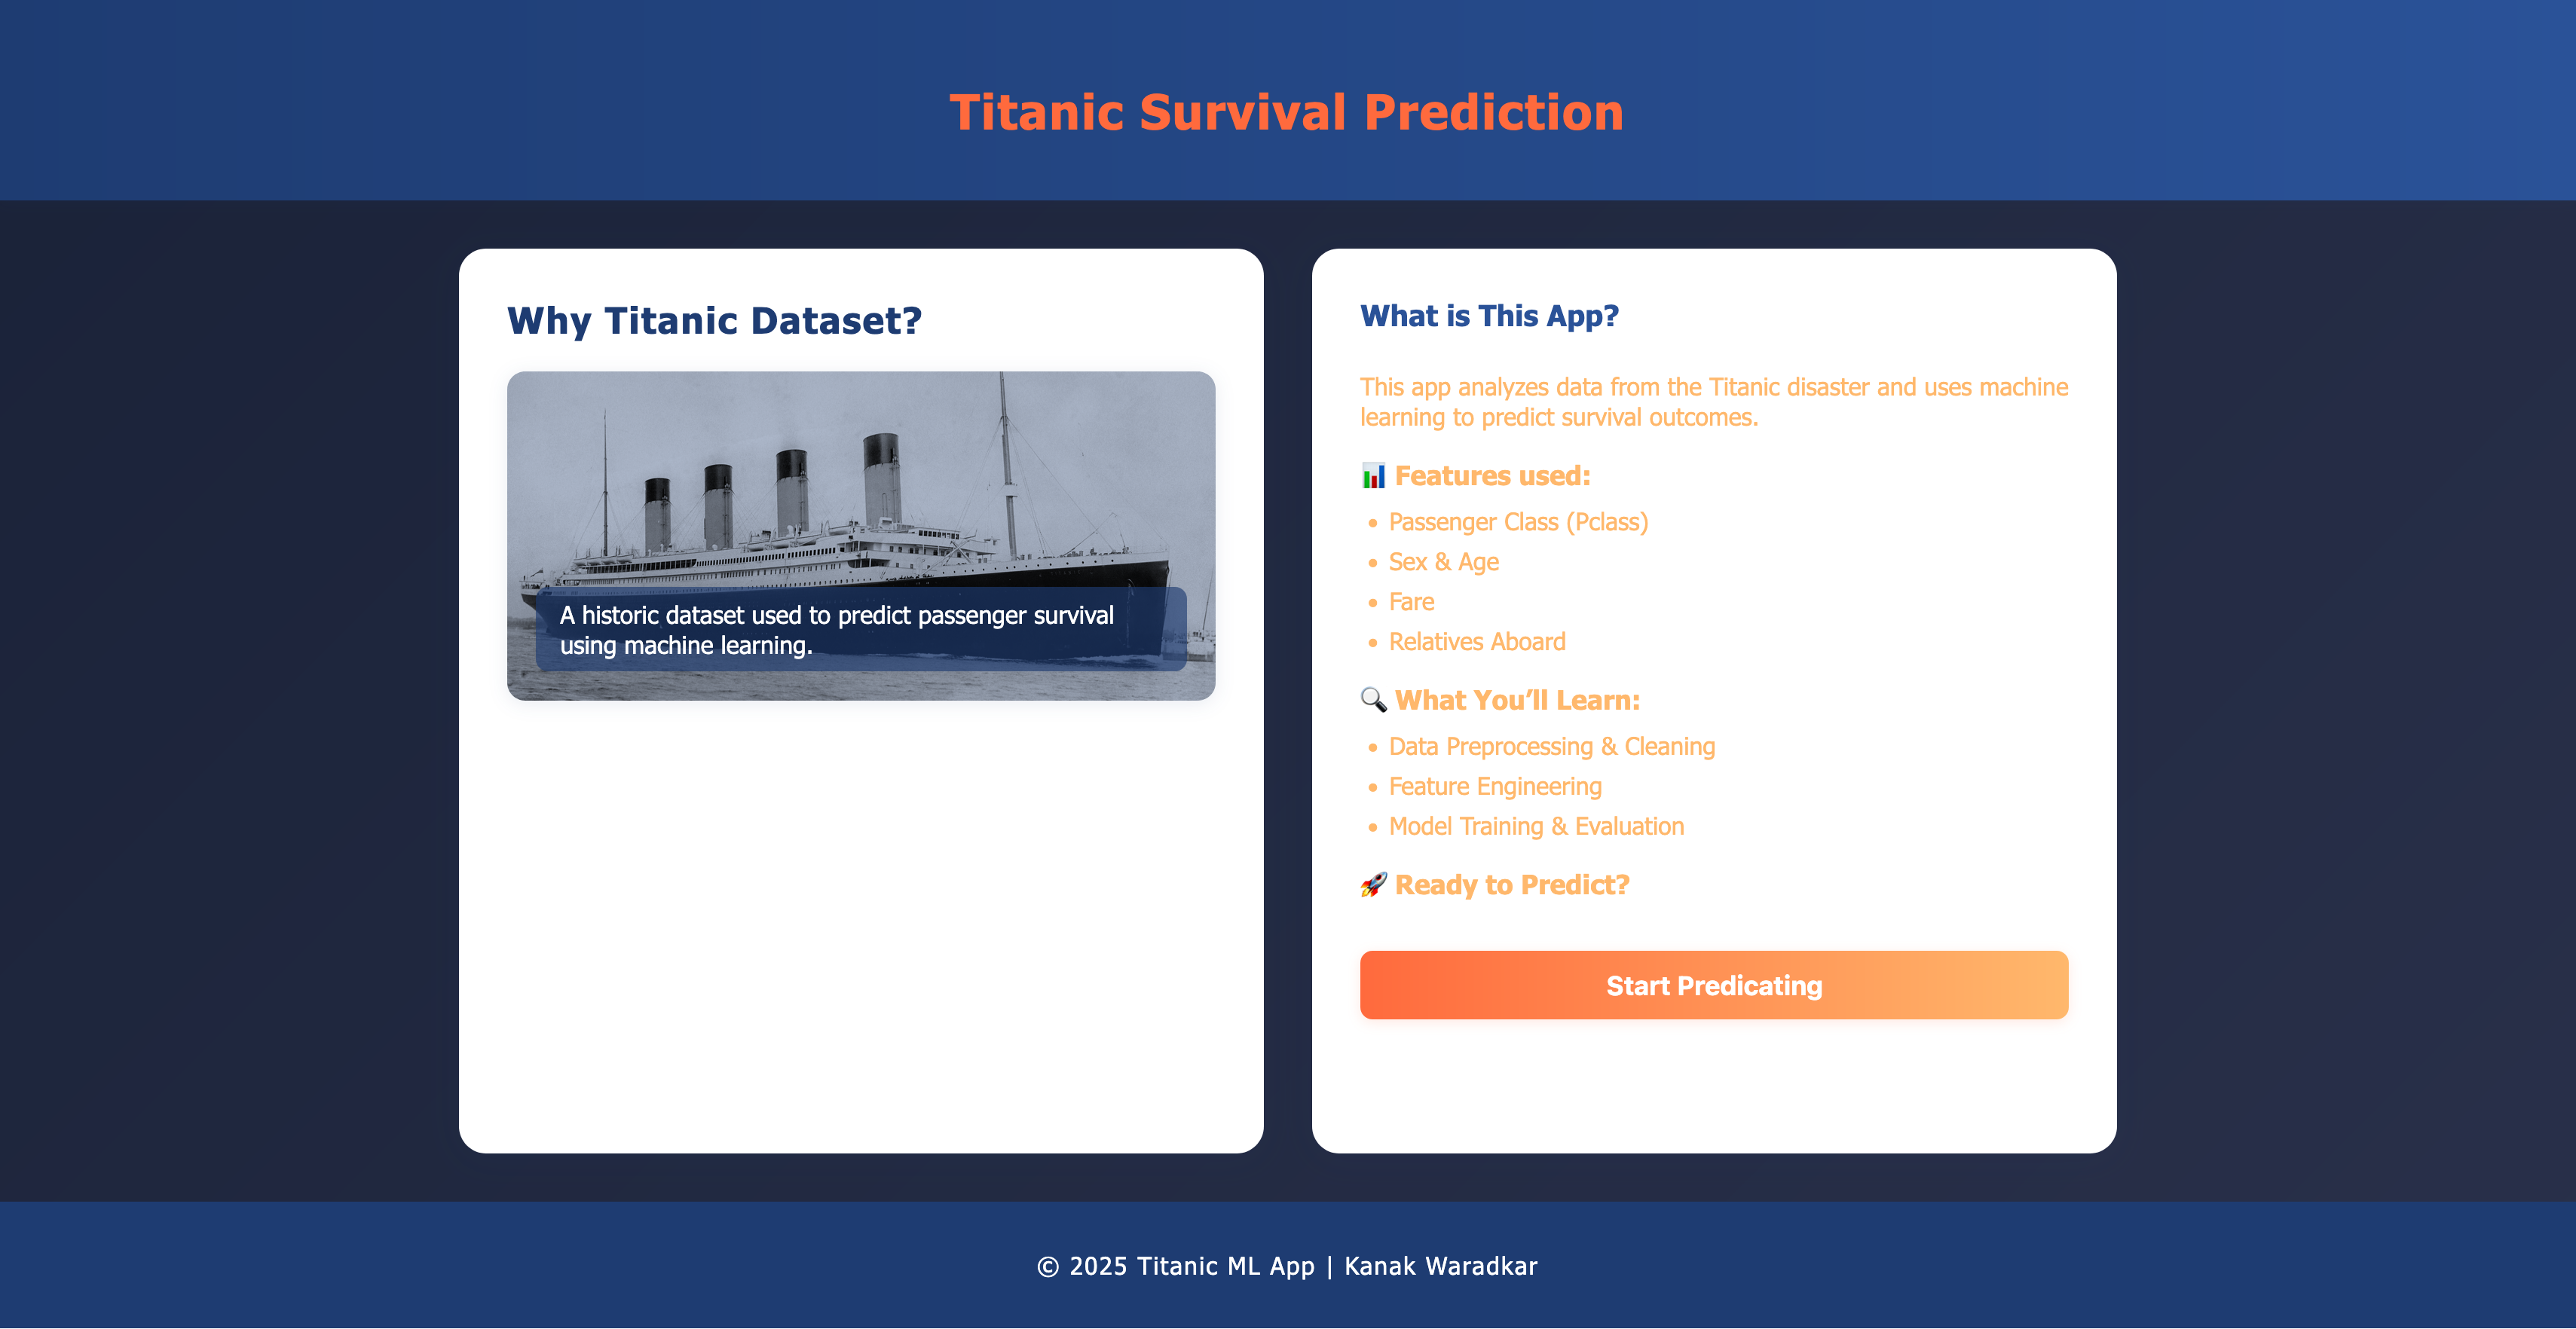 Titanic Survival Prediction
Why Titanic Dataset?
A historic dataset used to predict passenger survival
using machine learning.
What is This App?
This app analyzes data from the Titanic disaster and uses machine
learning to predict survival outcomes.
📊 Features used:
• Passenger Class (Pclass)
• Sex & Age
• Fare
• Relatives Aboard
🔍 What You’ll Learn:
• Data Preprocessing & Cleaning
• Feature Engineering
• Model Training & Evaluation
🚀 Ready to Predict?
Start Predicating
© 2025 Titanic ML App | Kanak Waradkar